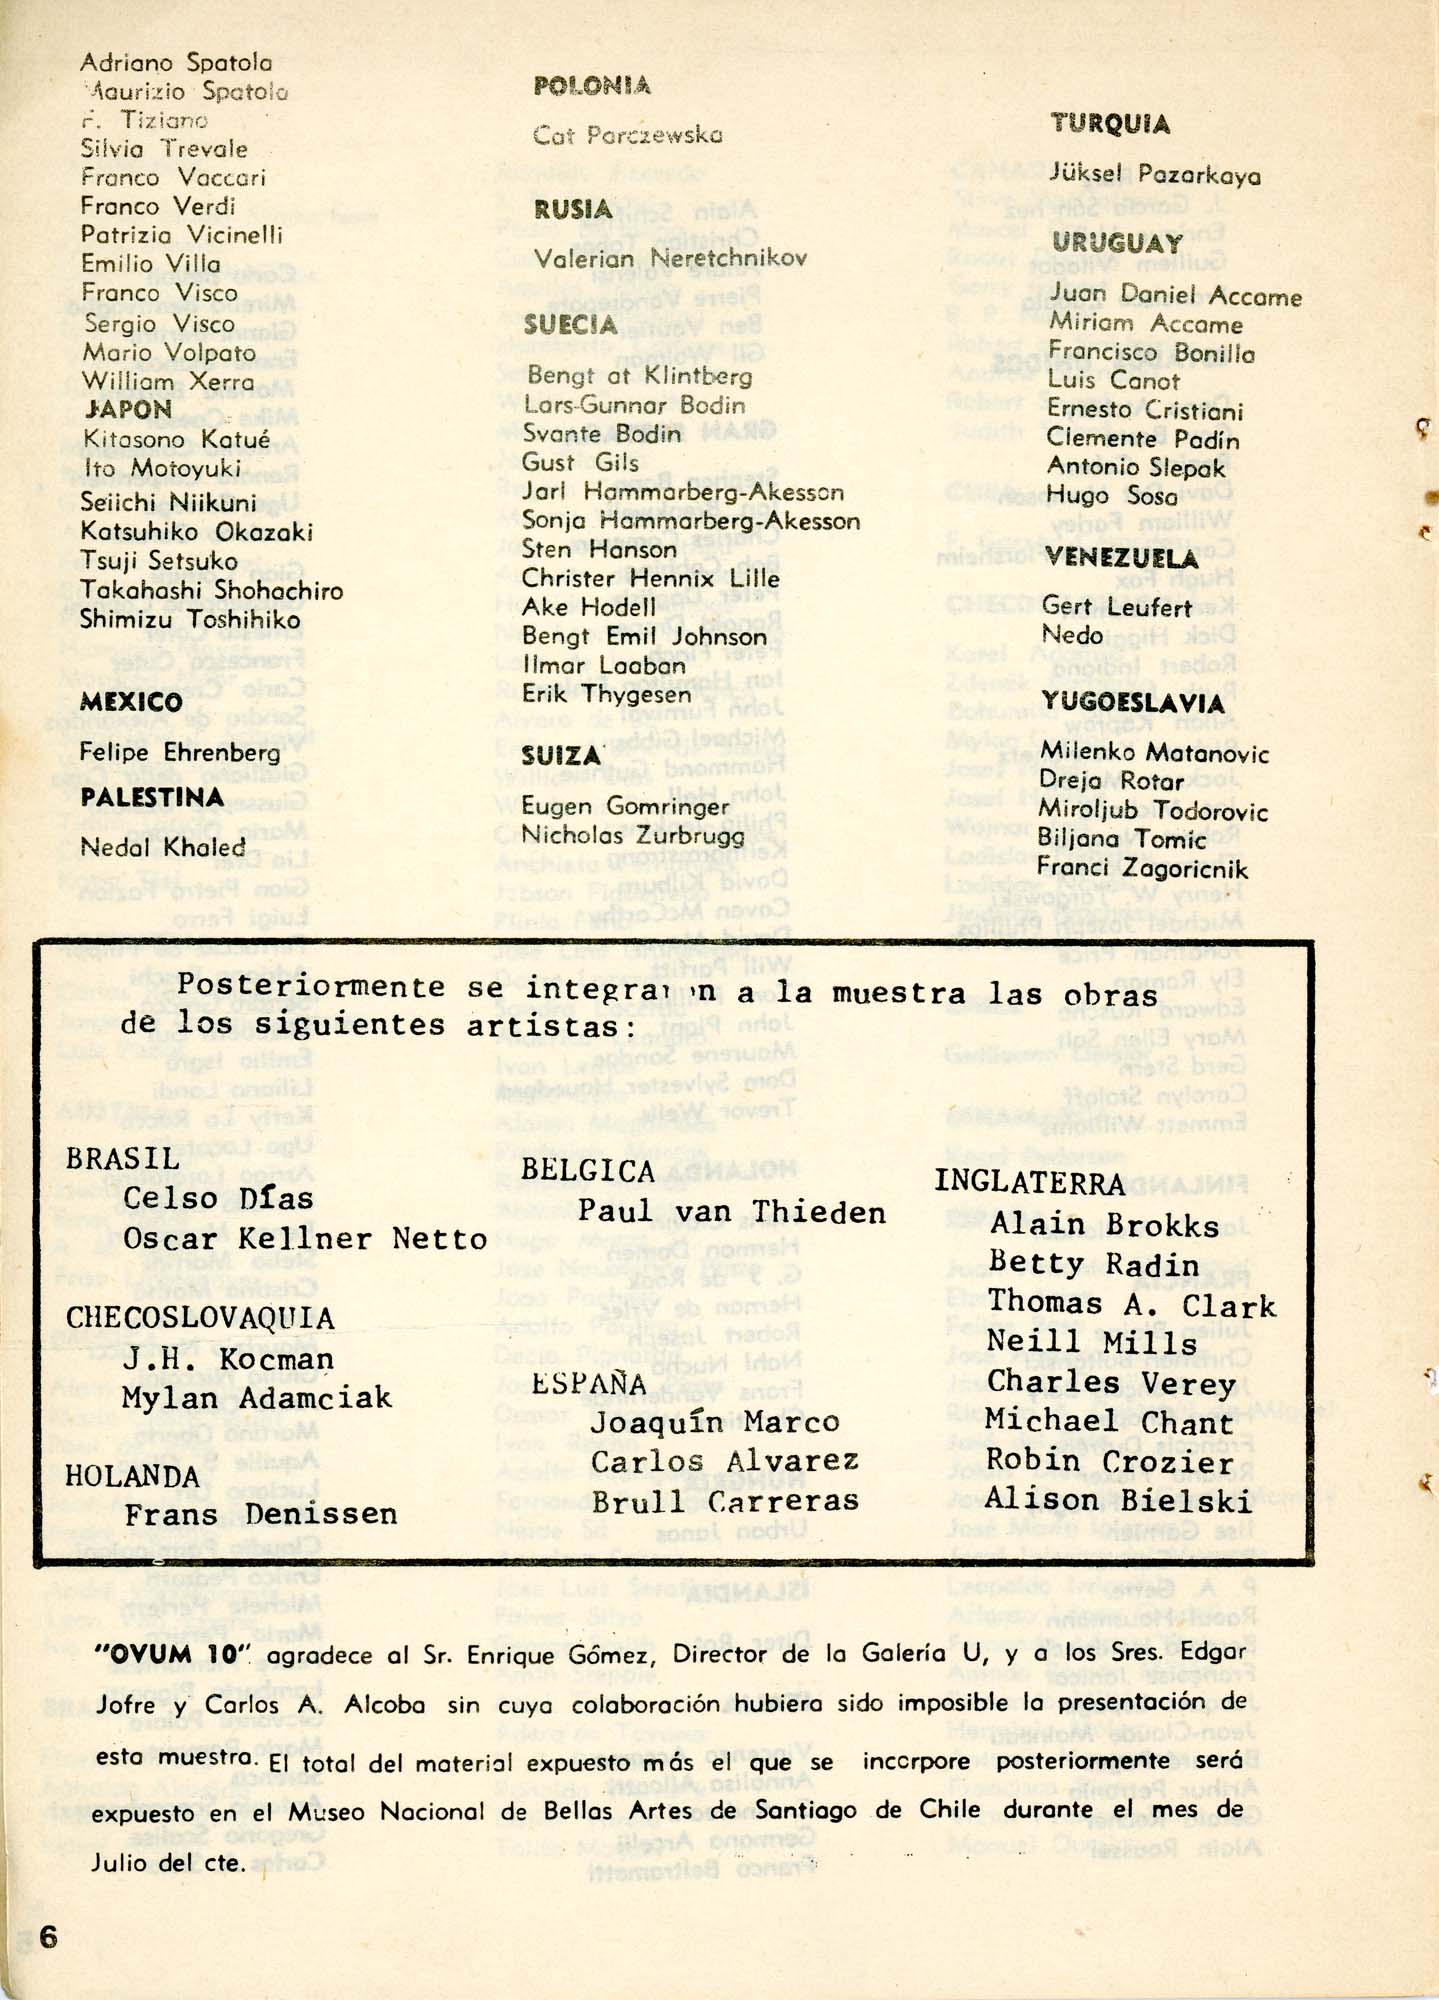 Adriano Spatola
Maurizio Spatola
F. Tiziano
Silvio Trevale
Franco Vaccari
Franco Verdi
Patrizia Vicinelli
Emilio Villa
Franco Visco
Sergio Visco
Mario Volpato
William Xerra
JAPON
Kitasono Katué
Ito Motoyuki
Seiichi Niikuni
Katsuhiko Okazaki
Tsuji Setsuko
Takahashi Shohachiro
Shimizu Toshihiko
MEXICO
Felipe Ehrenberg
PALESTINA
Nedal Khaled
POLONIA
Cat Parczewska
RUSIA
Valerian Neretchnikov
SUECIA
Bengt at Klintberg
Lars-Gunnar Bodin
Svante Bodin
Gust Gils
Jarl Hammarberg-Akesson
Sonja Hammarberg-Akesson
Sten Hanson
Christer Hennix Lille
Ake Hodell
Bengt Emil Johnson
Ilmar Laaban
Erik Thygesen
SUIZA
Eugen Gomringer
Nicholas Zurbrugg
TURQUIA
Jüksel Pazarkaya
URUGUAY
Juan Daniel Accame
Miriam Accame
Francisco Bonilla
Luis Canot
Ernesto Cristiani
Clemente Padín
Antonio Slepak
Hugo Sosa
VENEZUELA
Gert Leufert
Nedo
YUGOESLAVIA
Milenko Matanovic
Dreja Rotar
Miroljub Todorovic
Biljana Tomic
Franci Zagoricnik
Posteriormente se a la muestra las obras
de los siguientes artistas:
BRASIL
Celso Días
Oscar Kellner Netto
CHECOSLOVAQUIA
J.H. Kocman
Mylan Adamciak
HOLANDA
Frans Denissen
BELGICA
Paul van Thieden
ESPAÑA
Joaquín Marco
Carlos Alvarez
Brull Carreras
INGLATERRA
Alain Brokks
Betty Radin
Thomas A. Clark
Neill Mills
Charles Verey
Michael Chant
Robin Crozier
Alison Bielski
"OVUM 10" agradece al Sr. Enrique Gómez, Director de la Galería U, y a los Sres. Edgar
Jofre y Carlos A. Alcoba sin cuya colaboración hubiera sido imposible la presentación de
esta muestra. El total del material expuesto más el que se incorpore posteriormente será
expuesto en el Museo Nacional de Bellas Artes de Santiago de Chile durante el mes de
Julio del cte.
6